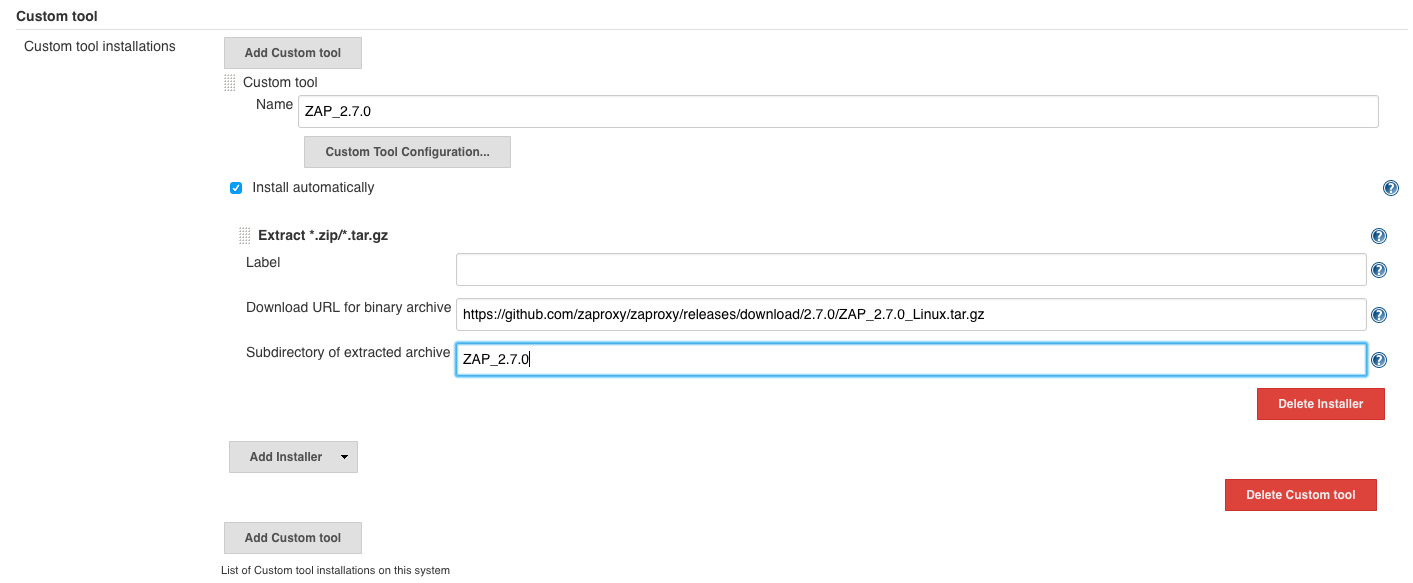 Custom tool
Custom tool installations
Add Custom tool
Custom tool
Name
ZAP_2.7.0
Custom Tool Configuration...
Install automatically
?
Extract *.zip/*.tar.gz
?
Label
?
Download URL for binary archive
https://github.com/zaproxy/zaproxy/releases/download/2.7.0/ZAP_2.7.0_Linux.tar.gz
?
Subdirectory of extracted archive
ZAP_2.7.0
?
Delete Installer
Add Installer
Delete Custom tool
Add Custom tool
List of Custom tool installations on this system